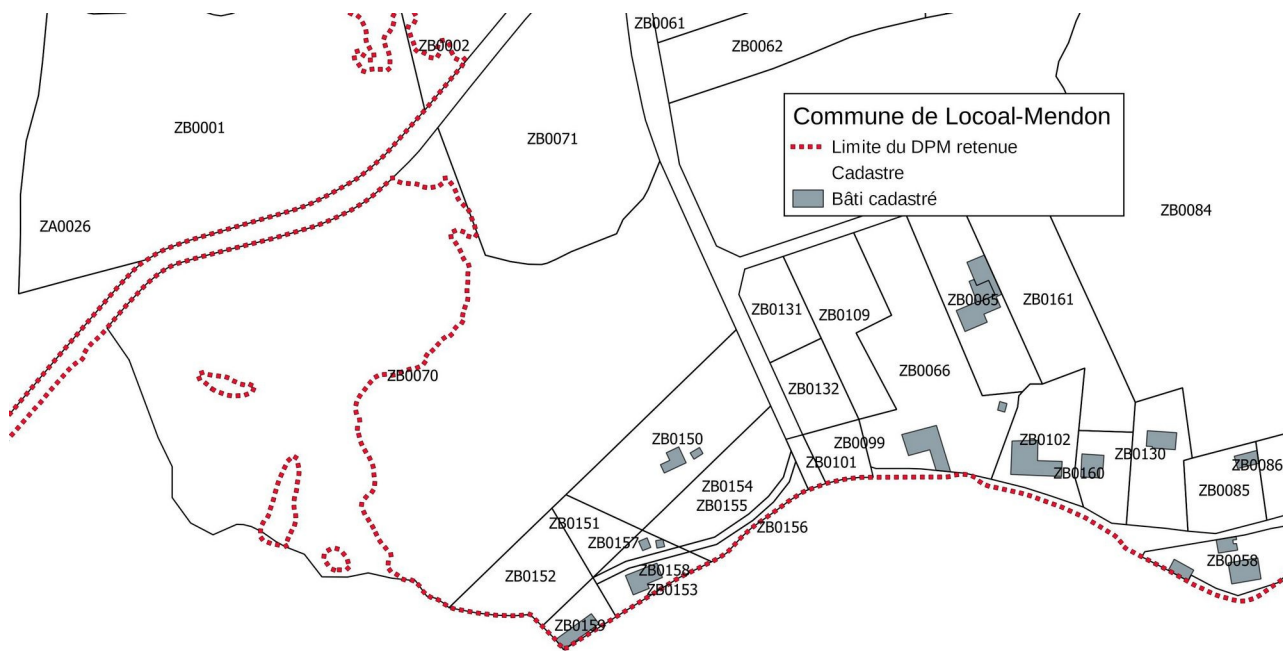 ZB0061
ZB0002
ZB0062
Commune de Locoal-Mendon
Limite du DPM retenue
Cadastre
Bâti cadastré
ZB0001
ZB0071
ZA0026
ZB0084
ZB0131
ZB0109
ZB0065
ZB0161
ZB0070
ZB0132
ZB0066
ZB0150
ZB0099
ZB0101
ZB0102
ZB0160
ZB0130
ZB0086
ZB0085
ZB0154
ZB0155
ZB0151
ZB0157
ZB0156
ZB0152
ZB0158
ZB0153
ZB0058
ZB0159